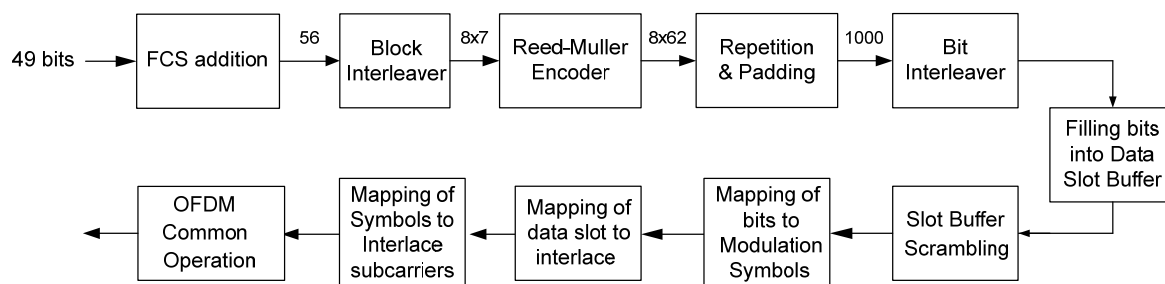 49 bits
FCS addition
56
Block
Interleaver
8x7
Reed-Muller
Encoder
8x62
Repetition
& Padding
1000
Bit
Interleaver
Filling bits
into Data
Slot Buffer
Slot Buffer
Scrambling
Mapping of
bits to
Modulation
Symbols
Mapping of
data slot to
interlace
Mapping of
Symbols to
Interlace
subcarriers
OFDM
Common
Operation